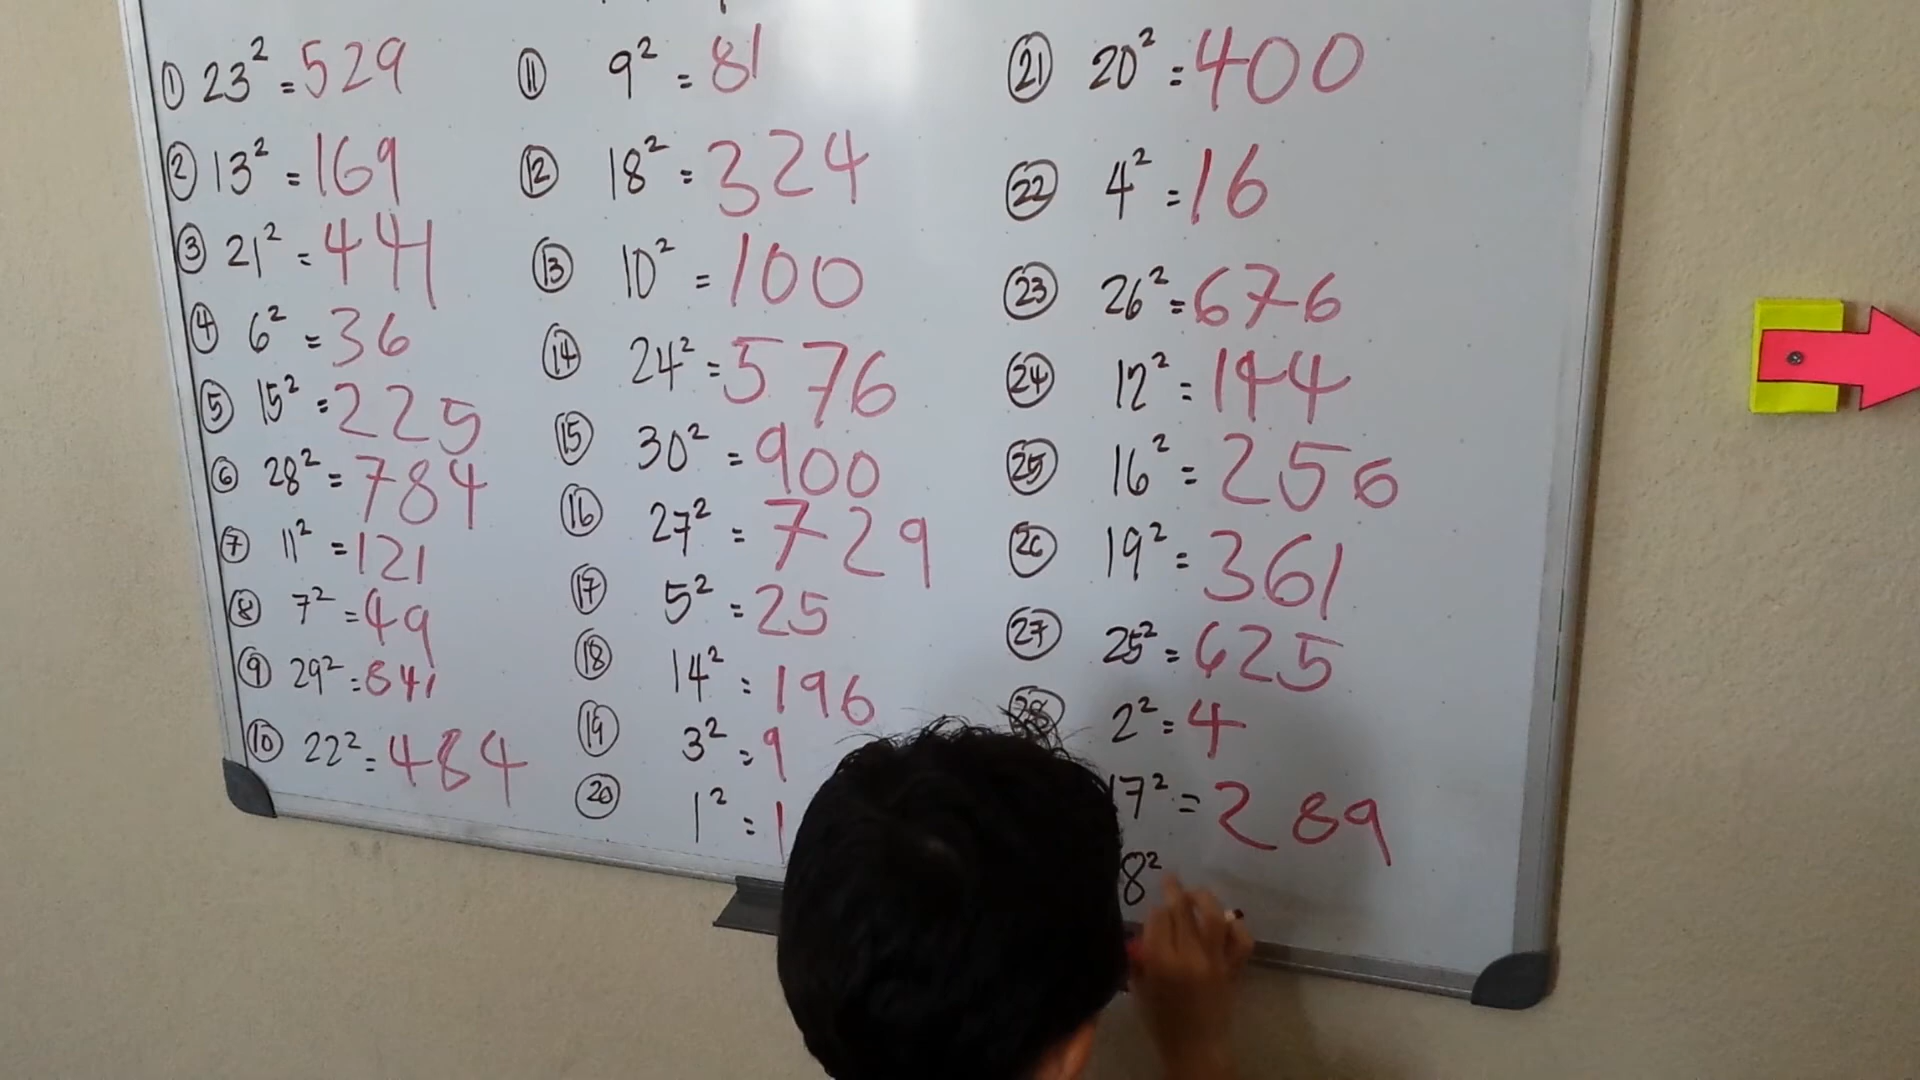 ① 23² = 529
② 13² = 169
③ 21² = 441
④ 6² = 36
⑤ 15² = 225
⑥ 28² = 784
⑦ 11² = 121
⑧ 7² = 49
⑨ 29² = 841
⑩ 22² = 484
⑪ 9² = 81
⑫ 18² = 324
⑬ 10² = 100
⑭ 24² = 576
⑮ 30² = 900
⑯ 27² = 729
⑰ 5² = 25
⑱ 14² = 196
⑲ 3² = 9
⑳ 1² = 1
㉑ 20² = 400
㉒ 4² = 16
㉓ 26² = 676
㉔ 12² = 144
㉕ 16² = 256
㉖ 19² = 361
㉗ 25² = 625
㉘ 2² = 4
17² = 289
8²